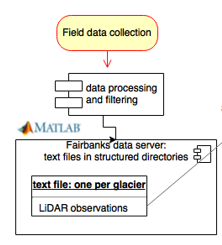 Field data collection
data processing
and filtering
MATLAB
Fairbanks data server:
text files in structured directories
text file: one per glacier
LiDAR observations